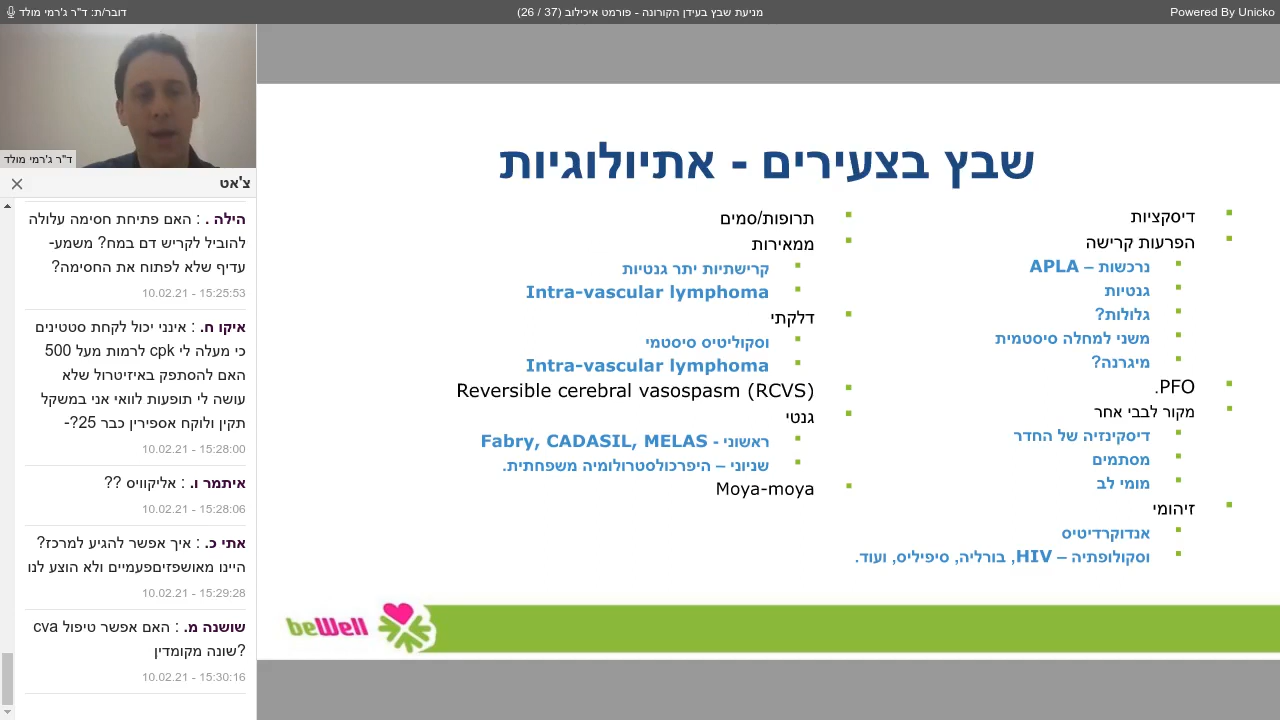 דובר/ת: ד"ר ג'רמי מולד
מניעת שבץ בעידן הקורונה - פורמט איכילוב (37 / 26)
Powered By Unicko
ד"ר ג'רמי מולד
צ'אט
הילה . : האם פתיחת חסימה עלולה
להוביל לקריש דם במח? משמע-
עדיף שלא לפתוח את החסימה?
10.02.21 - 15:25:53
איקו ח. : אינני יכול לקחת סטטינים
כי מעלה לי cpk לרמות מעל 500
האם להסתפק באיזיטרול שלא
עושה לי תופעות לוואי אני במשקל
תקין ולוקח אספירין כבר 25?-
10.02.21 - 15:28:00
איתמר ו. : אליקוויס ??
10.02.21 - 15:28:06
אתי כ. : איך אפשר להגיע למרכז?
היינו מאושפזיםפעמיים ולא הוצע לנו
10.02.21 - 15:29:28
שושנה מ. : האם אפשר טיפול cva
?שונה מקומדין
10.02.21 - 15:30:16
שבץ בצעירים - אתיולוגיות
דיסקציות
הפרעות קרישה
נרכשות – APLA
גנטיות
גלולות?
משני למחלה סיסטמית
מיגרנה?
PFO.
מקור לבבי אחר
דיסקינזיה של החדר
מסתמים
מומי לב
זיהומי
אנדוקרדיטיס
וסקולופתיה – HIV, בורליה, סיפיליס, ועוד.
תרופות/סמים
ממאירות
קרישתיות יתר גנטיות
Intra-vascular lymphoma
דלקתי
וסקוליטיס סיסטמי
Intra-vascular lymphoma
Reversible cerebral vasospasm (RCVS)
גנטי
ראשוני - Fabry, CADASIL, MELAS
שניוני – היפרכולסטרולומיה משפחתית.
Moya-moya
beWell